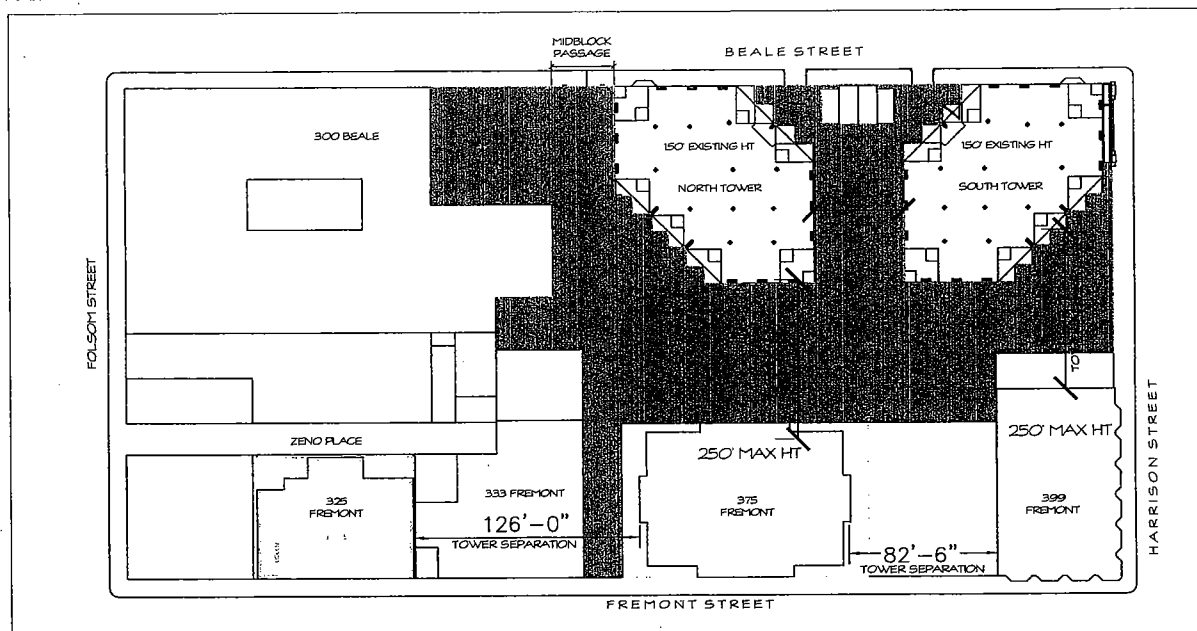 MIDBLOCK
PASSAGE
BEALE STREET
300 BEALE
150' EXISTING HT
150' EXISTING HT
NORTH TOWER
SOUTH TOWER
FOLSOM STREET
TO
HARRISON STREET
ZENO PLACE
250' MAX HT
250' MAX HT
325
FREMONT
333 FREMONT
375
FREMONT
399
FREMONT
126'-0"
TOWER SEPARATION
82'-6"
TOWER SEPARATION
FREMONT STREET